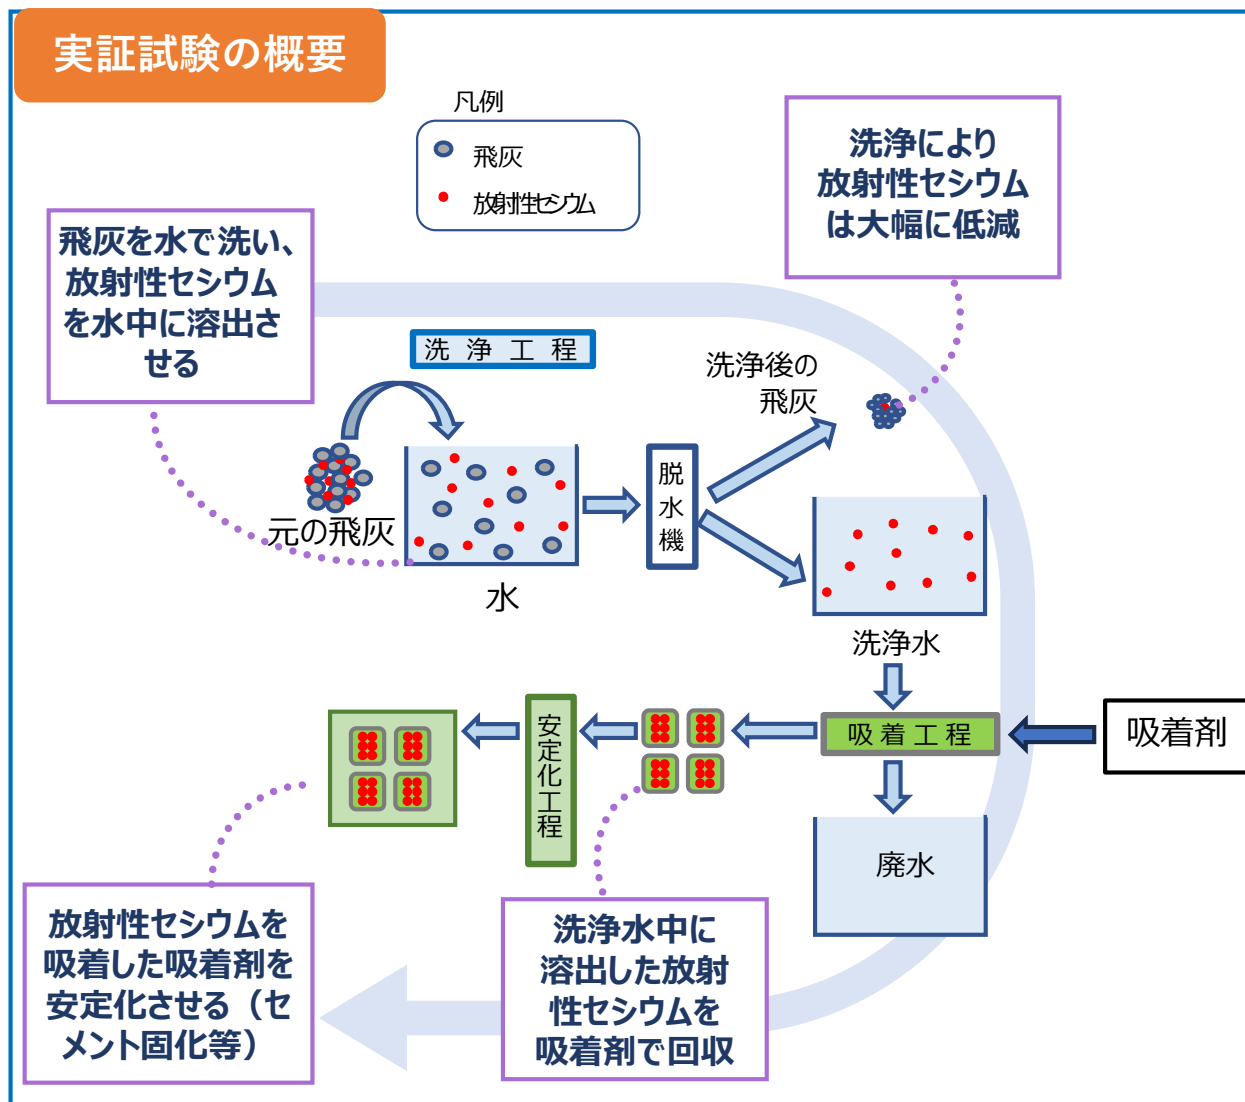 実証試験の概要
凡例
飛灰
放射性セシウム
洗浄により
放射性セシウム
は大幅に低減
飛灰を水で洗い、
放射性セシウム
を水中に溶出さ
せる
洗浄工程
洗浄後の
飛灰
元の飛灰
水
脱水機
洗浄水
吸着工程
吸着剤
安定化工程
廃水
放射性セシウムを
吸着した吸着剤を
安定化させる（セ
メント固化等）
洗浄水中に
溶出した放射
性セシウムを
吸着剤で回収